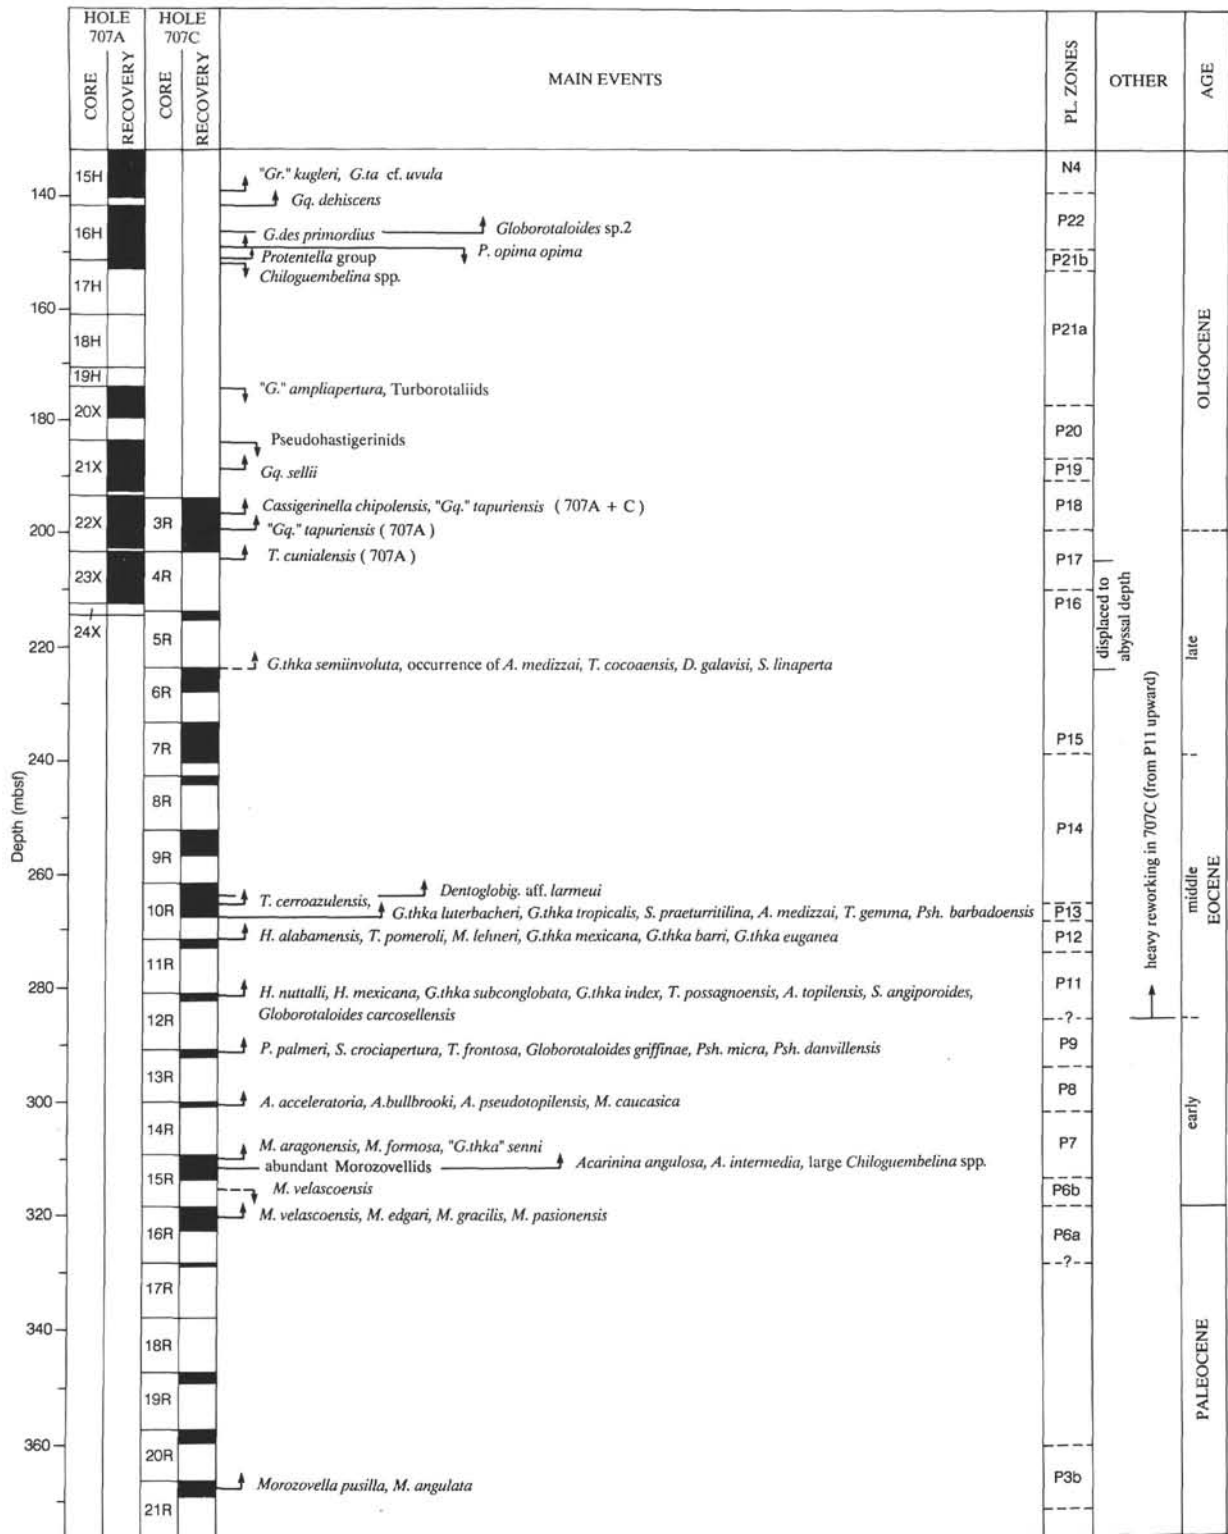 HOLE 707A
HOLE 707C
CORE
RECOVERY
CORE
RECOVERY
MAIN EVENTS
PL. ZONES
OTHER
AGE
Depth (mbsf)
140
160
180
200
220
240
260
280
300
320
340
360
15H
16H
17H
18H
19H
20X
21X
22X
23X
24X
3R
4R
5R
6R
7R
8R
9R
10R
11R
12R
13R
14R
15R
16R
17R
18R
19R
20R
21R
"Gr." kugleri, G.ta cf. uvula
Gq. dehiscens
Globorotaloides sp.2
G.des primordius
P. opima opima
Protentella group
Chiloguembelina spp.
"G." ampliapertura, Turborotaliids
Pseudohastigerinids
Gq. sellii
Cassigerinella chipolensis, "Gq." tapuriensis ( 707A + C )
"Gq." tapuriensis ( 707A )
T. cunialensis ( 707A )
G.thka semiinvoluta, occurrence of A. medizzai, T. cocoaensis, D. galavisi, S. linaperta
Dentoglobig. aff. larmeui
T. cerroazulensis,
G.thka luterbacheri, G.thka tropicalis, S. praeturritilina, A. medizzai, T. gemma, Psh. barbadoensis
H. alabamensis, T. pomeroli, M. lehneri, G.thka mexicana, G.thka barri, G.thka euganea
H. nuttalli, H. mexicana, G.thka subconglobata, G.thka index, T. possagnoensis, A. topilensis, S. angiporoides,
Globorotaloides carcosellensis
P. palmeri, S. crociapertura, T. frontosa, Globorotaloides griffinae, Psh. micra, Psh. danvillensis
A. acceleratoria, A.bullbrooki, A. pseudotopilensis, M. caucasica
M. aragonensis, M. formosa, "G.thka" senni
abundant Morozovellids
Acarinina angulosa, A. intermedia, large Chiloguembelina spp.
M. velascoensis
M. velascoensis, M. edgari, M. gracilis, M. pasionensis
Morozovella pusilla, M. angulata
N4
P22
P21b
P21a
P20
P19
P18
P17
P16
P15
P14
P13
P12
P11
?
P9
P8
P7
P6b
P6a
?
P3b
displaced to
abyssal depth
heavy reworking in 707C (from P11 upward)
OLIGOCENE
late
middle
EOCENE
early
PALEOCENE